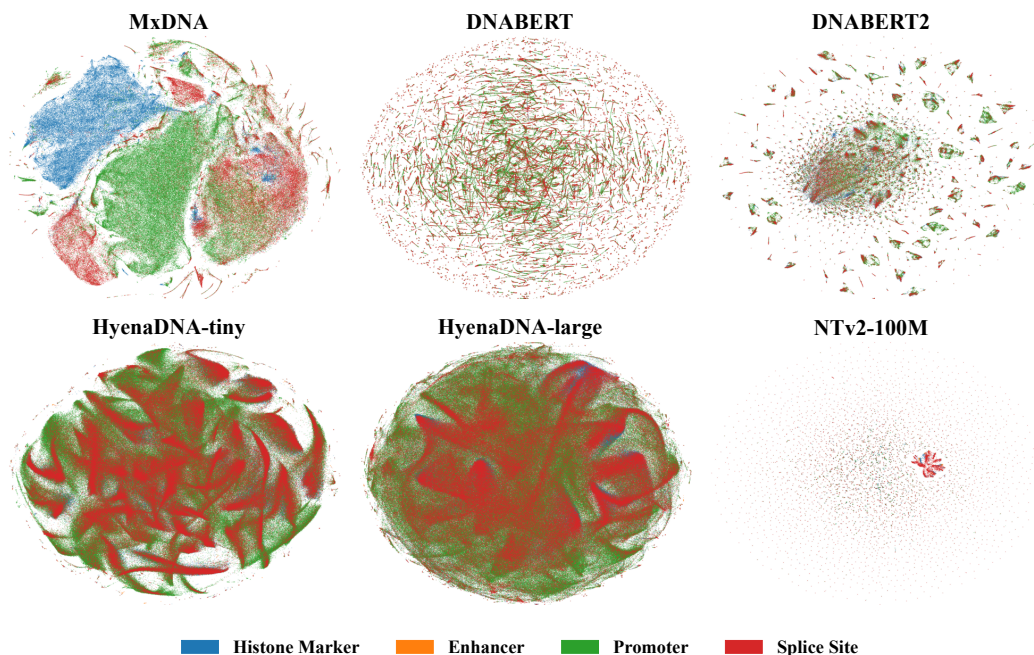 MxDNA
DNABERT
DNABERT2
HyenaDNA-tiny
HyenaDNA-large
NTv2-100M
Histone Marker
Enhancer
Promoter
Splice Site